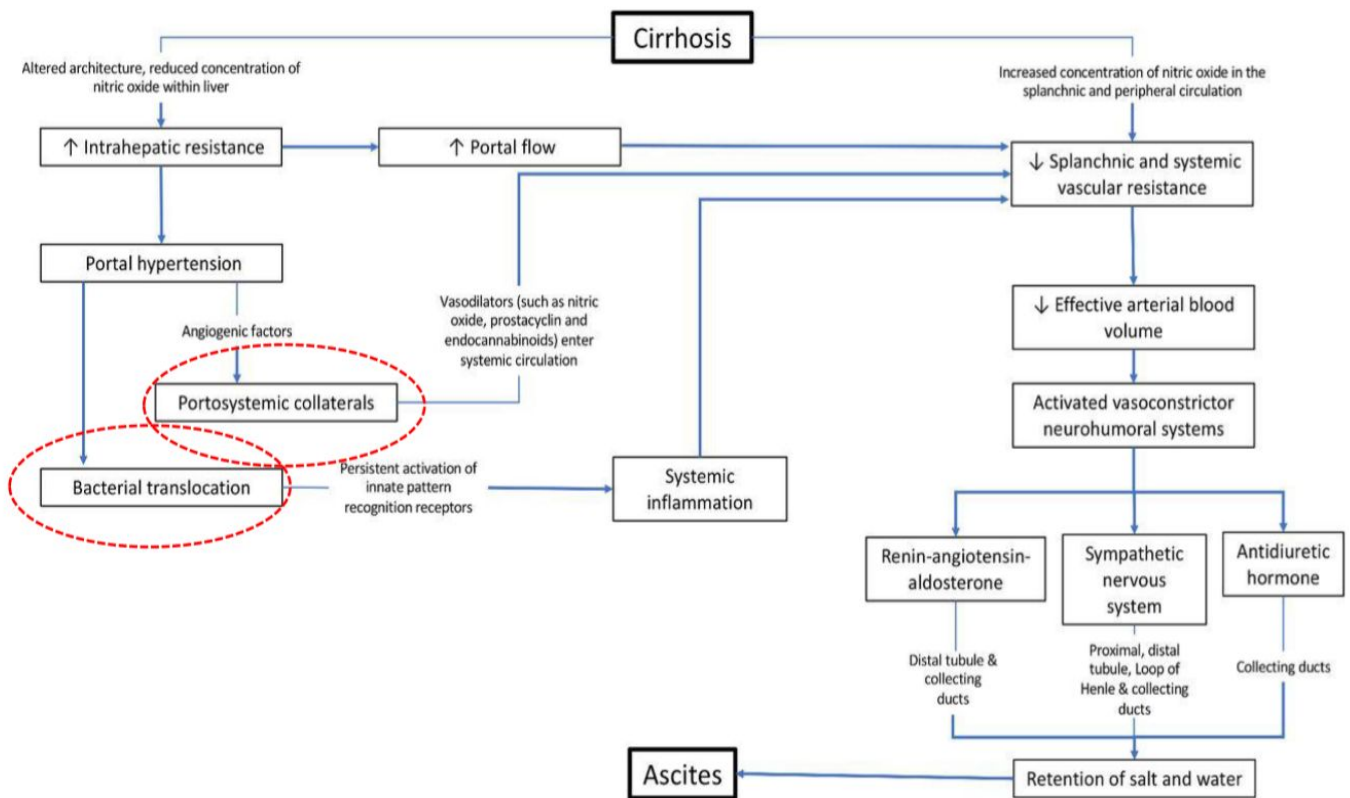 Cirrhosis
Altered architecture, reduced concentration of
nitric oxide within liver
Increased concentration of nitric oxide in the
splanchnic and peripheral circulation
↑ Intrahepatic resistance
↑ Portal flow
↓ Splanchnic and systemic
vascular resistance
Portal hypertension
Angiogenic factors
Vasodilators (such as nitric
oxide, prostacyclin and
endocannabinoids) enter
systemic circulation
↓ Effective arterial blood
volume
Portosystemic collaterals
Activated vasoconstrictor
neurohumoral systems
Bacterial translocation
Persistent activation of
innate pattern
recognition receptors
Systemic
inflammation
Renin-angiotensin-
aldosterone
Sympathetic
nervous
system
Antidiuretic
hormone
Distal tubule &
collecting
ducts
Proximal, distal
tubule, Loop of
Henle & collecting
ducts
Collecting ducts
Ascites
Retention of salt and water